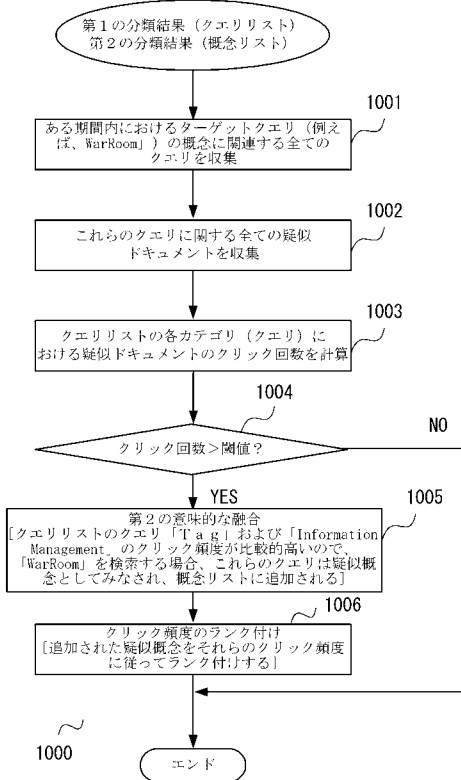 第１の分類結果（クエリリスト）
第２の分類結果（概念リスト）
1001
ある期間内におけるターゲットクエリ（例え
ば、WarRoom」）の概念に関連する全ての
クエリを収集
1002
これらのクエリに関する全ての疑似
ドキュメントを収集
1003
クエリリストの各カテゴリ（クエリ）に
おける疑似ドキュメントのクリック回数を計算
1004
クリック回数＞閾値？
NO
YES
1005
第２の意味的な融合
[クエリリストのクエリ「Ｔａｇ」および「Information
Management」のクリック頻度が比較的高いので、
「WarRoom」を検索する場合、これらのクエリは疑似概
念としてみなされ、概念リストに追加される]
1006
クリック頻度のランク付け
[追加された疑似概念をそれらのクリック頻度
に従ってランク付けする]
1000
エンド